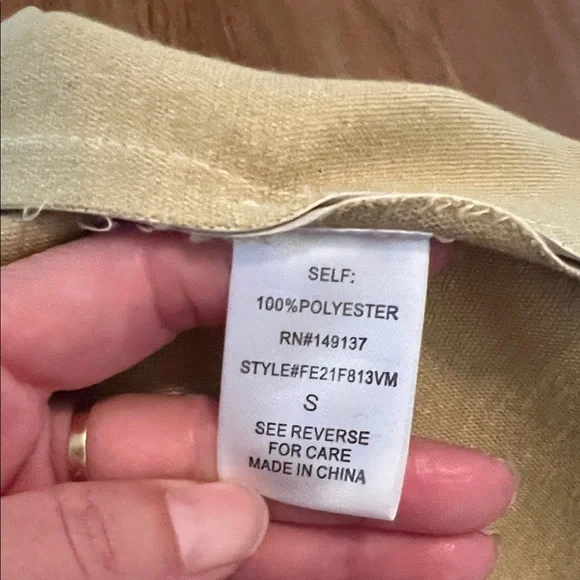 SELF:
100%POLYESTER
RN#149137
STYLE#FE21F813VM
S
SEE REVERSE
FOR CARE
MADE IN CHINA